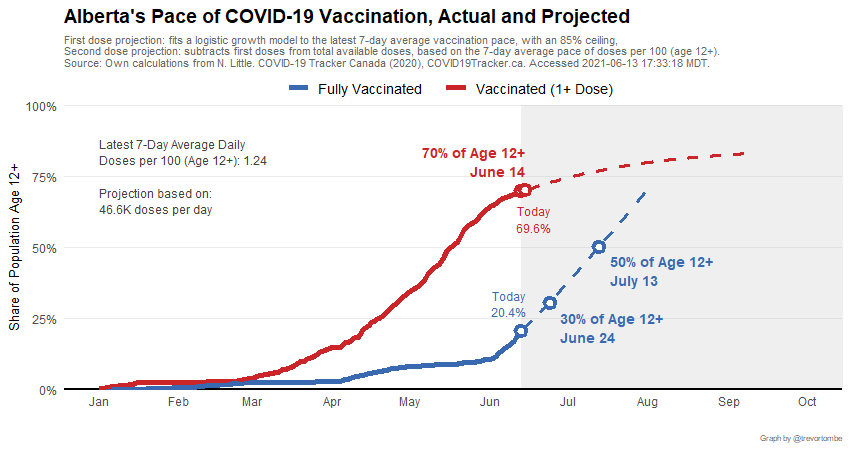 Alberta's Pace of COVID-19 Vaccination, Actual and Projected
First dose projection: fits a logistic growth model to the latest 7-day average vaccination pace, with an 85% ceiling,
Second dose projection: subtracts first doses from total available doses, based on the 7-day average pace of doses per 100 (age 12+).
Source: Own calculations from N. Little. COVID-19 Tracker Canada (2020), COVID19Tracker.ca. Accessed 2021-06-13 17:33:18 MDT.
Fully Vaccinated
Vaccinated (1+ Dose)
Share of Population Age 12+
100%
75%
50%
25%
0%
Latest 7-Day Average Daily
Doses per 100 (Age 12+): 1.24
Projection based on:
46.6K doses per day
70% of Age 12+
June 14
Today
69.6%
50% of Age 12+
July 13
Today
20.4%
30% of Age 12+
June 24
Jan
Feb
Mar
Apr
May
Jun
Jul
Aug
Sep
Oct
Graph by @trevortombe